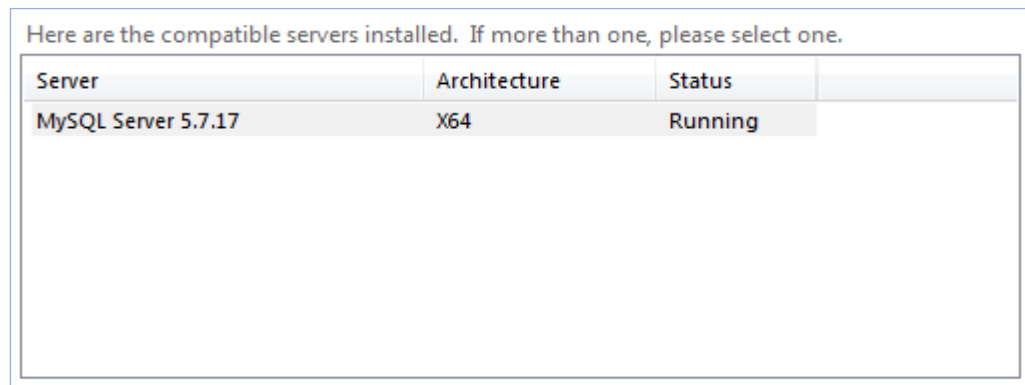 Here are the compatible servers installed.  If more than one, please select one.
Server Architecture Status
MySQL Server 5.7.17 X64 Running